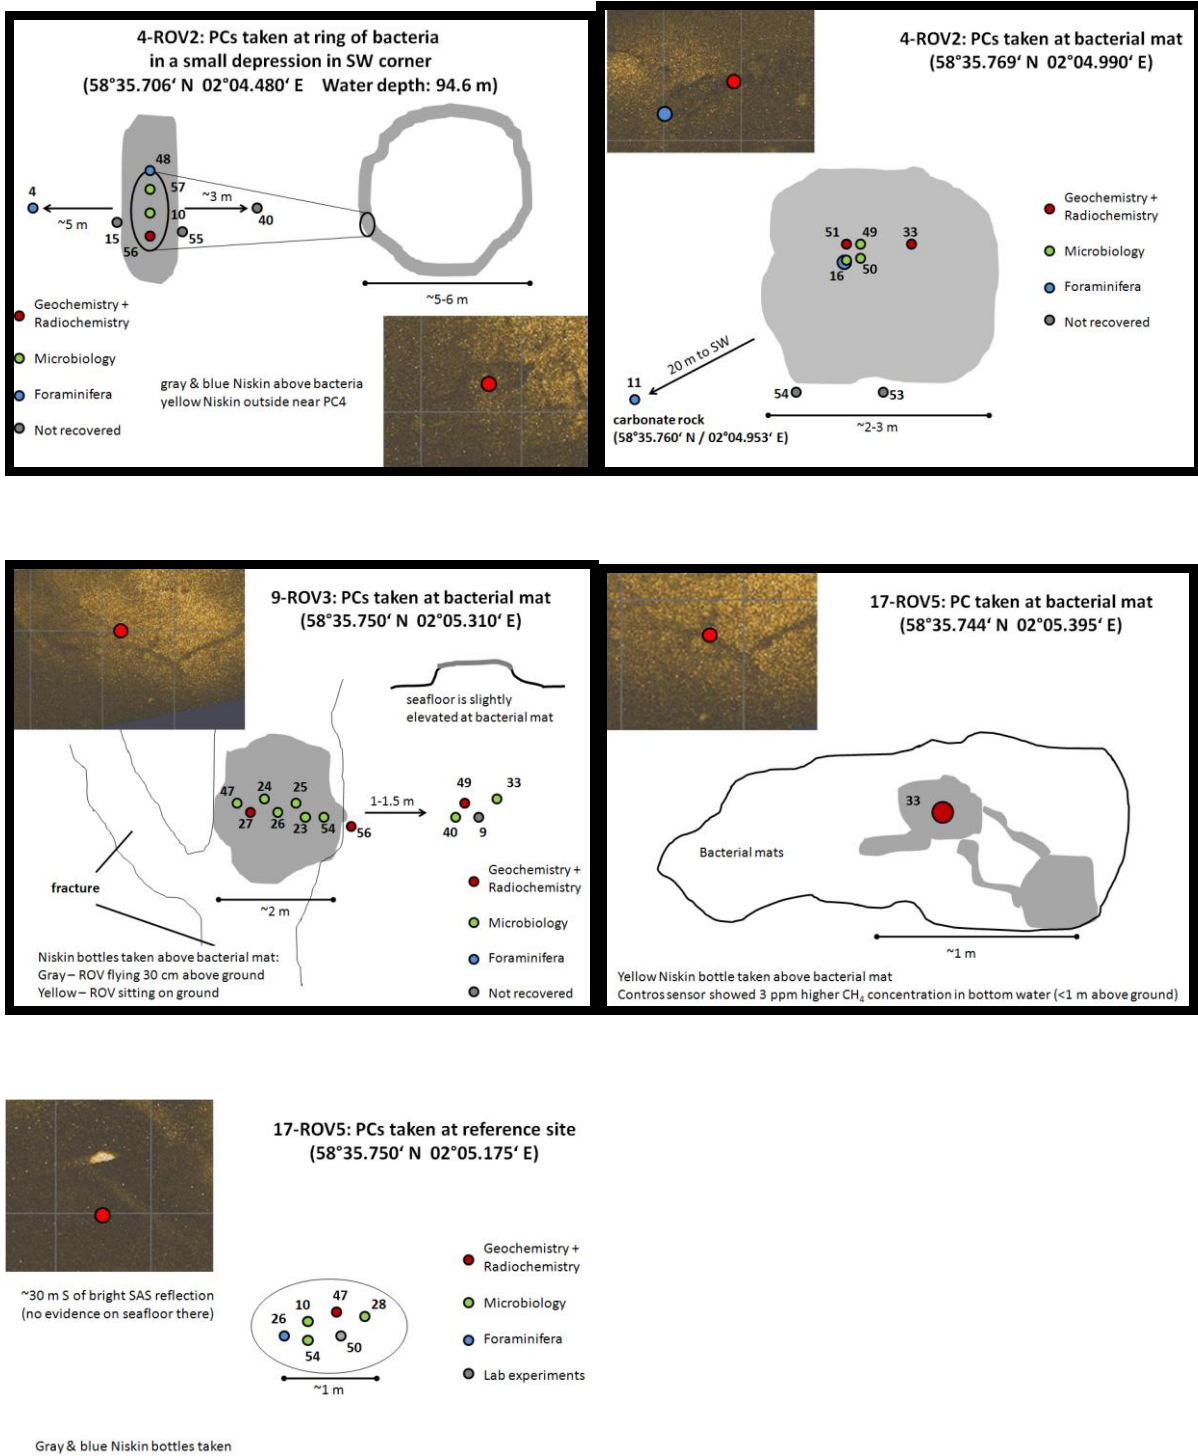 4-ROV2: PCs taken at ring of bacteria
in a small depression in SW corner
(58°35.706‘ N  02°04.480‘ E    Water depth: 94.6 m)
48
4
57
~3 m
10
40
~5 m
15
55
56
~5-6 m
Geochemistry +
Radiochemistry
Microbiology
Foraminifera
Not recovered
gray & blue Niskin above bacteria
yellow Niskin outside near PC4
4-ROV2: PCs taken at bacterial mat
(58°35.769‘ N  02°04.990‘ E)
Geochemistry +
Radiochemistry
Microbiology
Foraminifera
Not recovered
51
49
33
16
50
20 m to SW
11
54
53
carbonate rock
(58°35.760‘ N / 02°04.953‘ E)
~2-3 m
9-ROV3: PCs taken at bacterial mat
(58°35.750‘ N  02°05.310‘ E)
seafloor is slightly
elevated at bacterial mat
47
24
25
27
26
23
54
56
1-1.5 m
49
33
40
9
fracture
~2 m
Geochemistry +
Radiochemistry
Microbiology
Foraminifera
Not recovered
Niskin bottles taken above bacterial mat:
Gray – ROV flying 30 cm above ground
Yellow – ROV sitting on ground
17-ROV5: PC taken at bacterial mat
(58°35.744‘ N  02°05.395‘ E)
33
Bacterial mats
~1 m
Yellow Niskin bottle taken above bacterial mat
Contros sensor showed 3 ppm higher CH₄ concentration in bottom water (<1 m above ground)
17-ROV5: PCs taken at reference site
(58°35.750‘ N  02°05.175‘ E)
~30 m S of bright SAS reflection
(no evidence on seafloor there)
47
10
28
26
54
50
~1 m
Geochemistry +
Radiochemistry
Microbiology
Foraminifera
Lab experiments
Gray & blue Niskin bottles taken